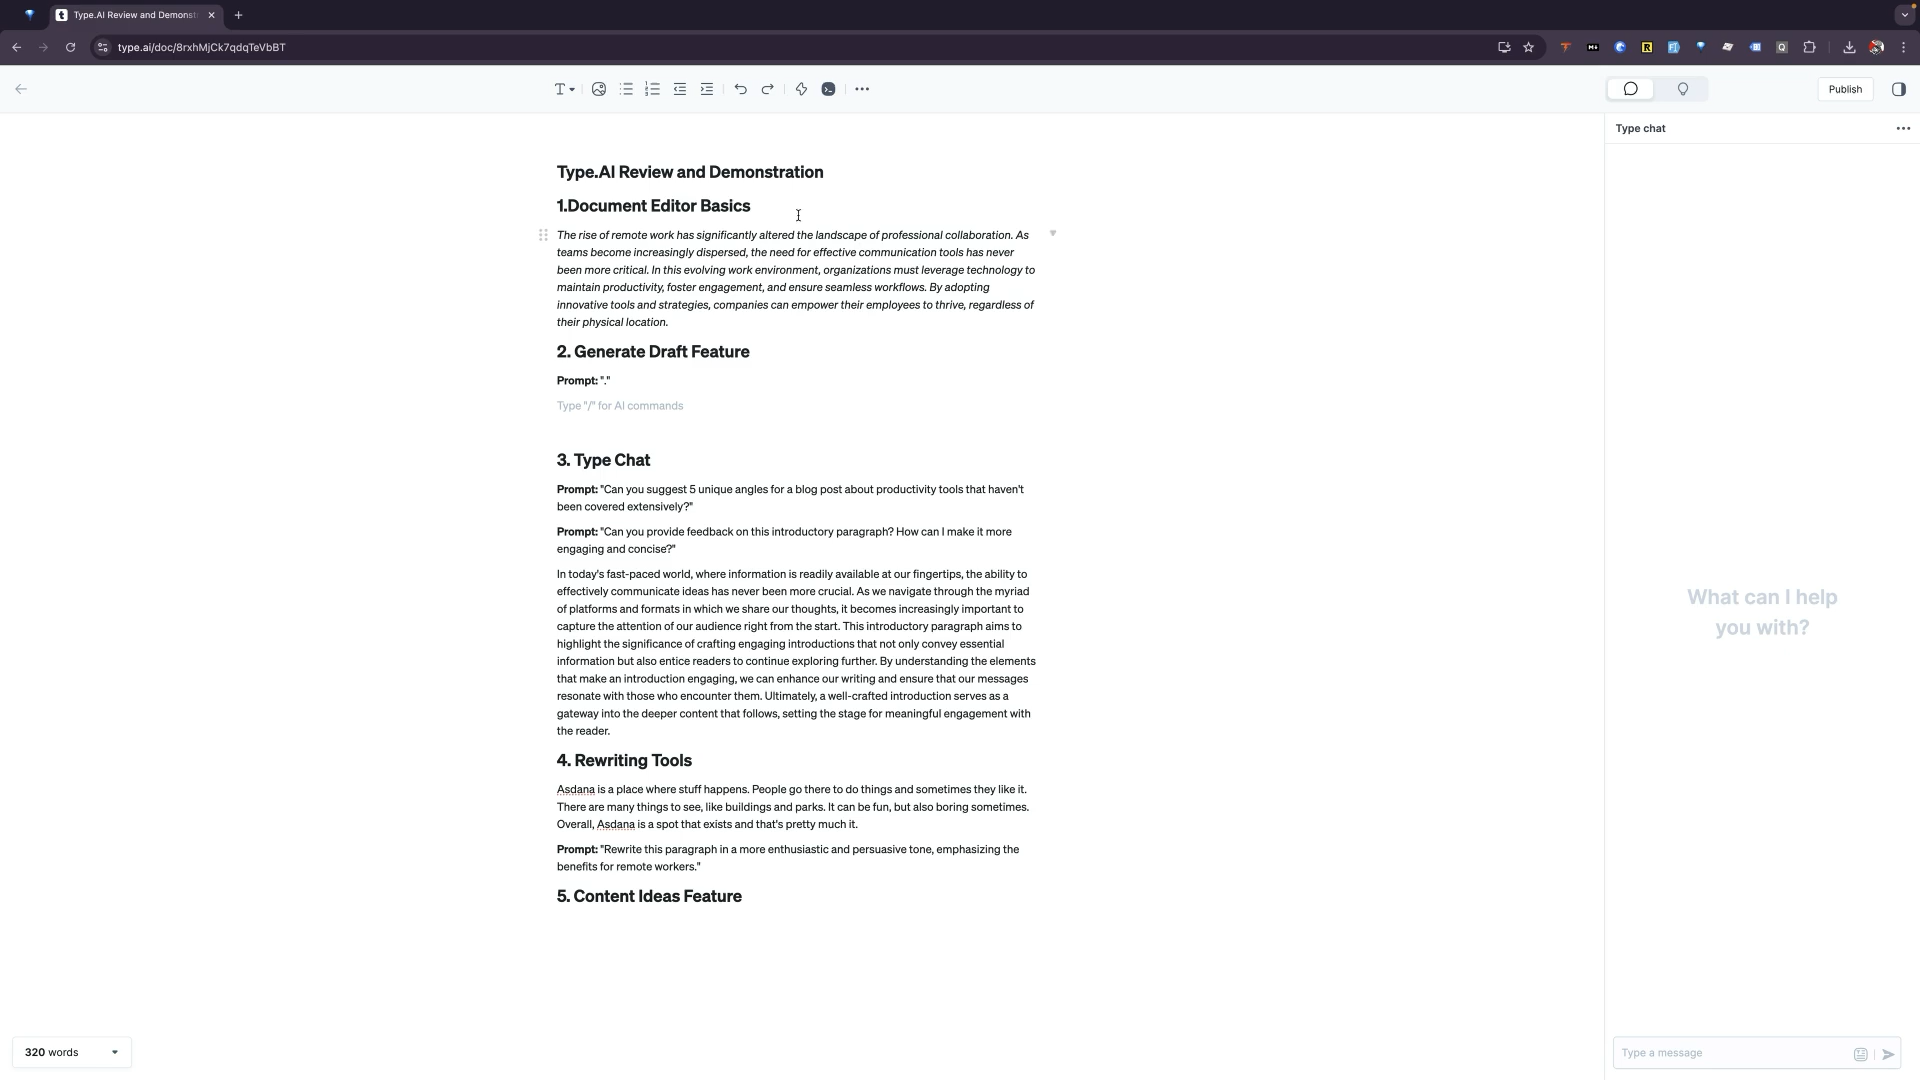 Type.AI Review and Demonst
type.ai/doc/8rxhMjCk7qdqTeVbBT
T
Publish
Type chat
Type.AI Review and Demonstration
1.Document Editor Basics
The rise of remote work has significantly altered the landscape of professional collaboration. As
teams become increasingly dispersed, the need for effective communication tools has never
been more critical. In this evolving work environment, organizations must leverage technology to
maintain productivity, foster engagement, and ensure seamless workflows. By adopting
innovative tools and strategies, companies can empower their employees to thrive, regardless of
their physical location.
2. Generate Draft Feature
Prompt: "."
Type "/" for AI commands
3. Type Chat
Prompt: "Can you suggest 5 unique angles for a blog post about productivity tools that haven't
been covered extensively?"
Prompt: "Can you provide feedback on this introductory paragraph? How can I make it more
engaging and concise?"
In today's fast-paced world, where information is readily available at our fingertips, the ability to
effectively communicate ideas has never been more crucial. As we navigate through the myriad
of platforms and formats in which we share our thoughts, it becomes increasingly important to
capture the attention of our audience right from the start. This introductory paragraph aims to
highlight the significance of crafting engaging introductions that not only convey essential
information but also entice readers to continue exploring further. By understanding the elements
that make an introduction engaging, we can enhance our writing and ensure that our messages
resonate with those who encounter them. Ultimately, a well-crafted introduction serves as a
gateway into the deeper content that follows, setting the stage for meaningful engagement with
the reader.
4. Rewriting Tools
Asdana is a place where stuff happens. People go there to do things and sometimes they like it.
There are many things to see, like buildings and parks. It can be fun, but also boring sometimes.
Overall, Asdana is a spot that exists and that's pretty much it.
Prompt: "Rewrite this paragraph in a more enthusiastic and persuasive tone, emphasizing the
benefits for remote workers."
5. Content Ideas Feature
What can I help
you with?
320 words
Type a message